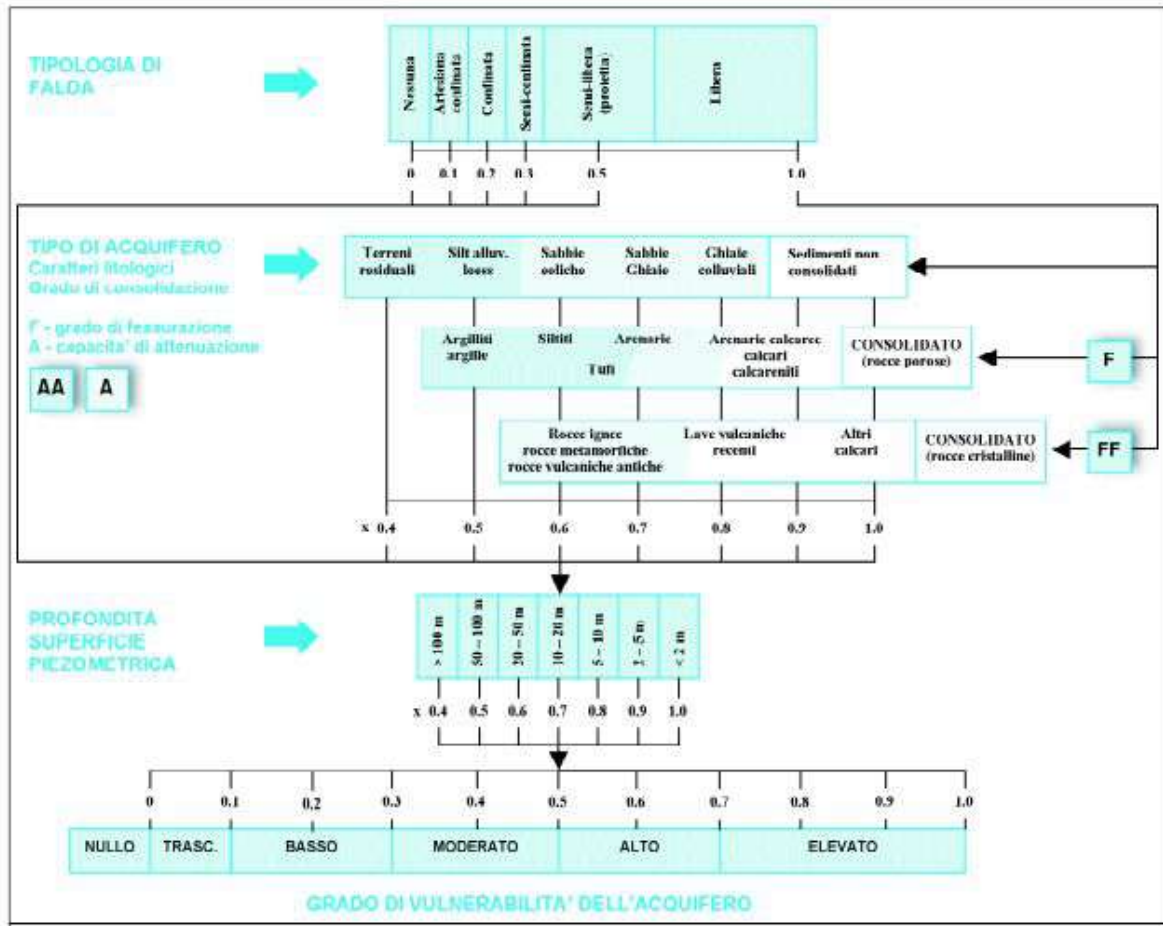 TIPOLOGIA DI
FALDA
Nessuna
Artesiana
confinata
Confinata
Semi-confinata
Semi-libera
(protetta)
Libera
0 0.1 0.2 0.3 0.5 1.0
TIPO DI ACQUIFERO
Caratteri litologici
Grado di consolidazione
F - grado di fessurazione
A - capacita' di attenuazione
AA A
Terreni
residuali
Silt alluv.
loess
Sabbie
eoliche
Sabbie
Ghiaie
Ghiaie
colluviali
Sedimenti non
consolidati
Argilliti
argille
Siltiti
Arenarie
Tufi
Arenarie calcaree
calcari
calcareniti
CONSOLIDATO
(rocce porose)
F
Rocce ignee
rocce metamorfiche
rocce vulcaniche antiche
Lave vulcaniche
recenti
Altri
calcari
CONSOLIDATO
(rocce cristalline)
FF
x 0.4 0.5 0.6 0.7 0.8 0.9 1.0
PROFONDITA
SUPERFICIE
PIEZOMETRICA
> 100 m
50 – 100 m
20 – 50 m
10 – 20 m
5 – 10 m
2 – 5 m
< 2 m
x 0.4 0.5 0.6 0.7 0.8 0.9 1.0
0 0.1 0.2 0.3 0.4 0.5 0.6 0.7 0.8 0.9 1.0
NULLO TRASC. BASSO MODERATO ALTO ELEVATO
GRADO DI VULNERABILITA' DELL'ACQUIFERO